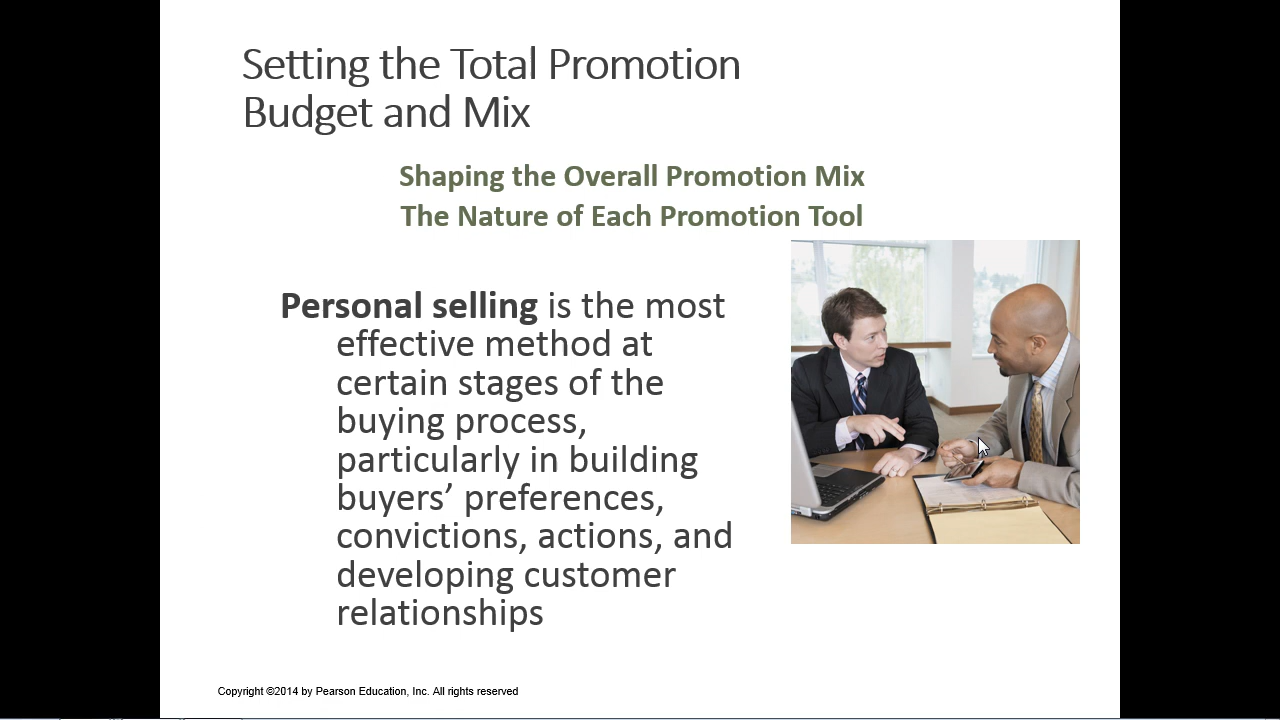 Setting the Total Promotion
Budget and Mix
Shaping the Overall Promotion Mix
The Nature of Each Promotion Tool
Personal selling is the most
effective method at
certain stages of the
buying process,
particularly in building
buyers’ preferences,
convictions, actions, and
developing customer
relationships
Copyright ©2014 by Pearson Education, Inc. All rights reserved